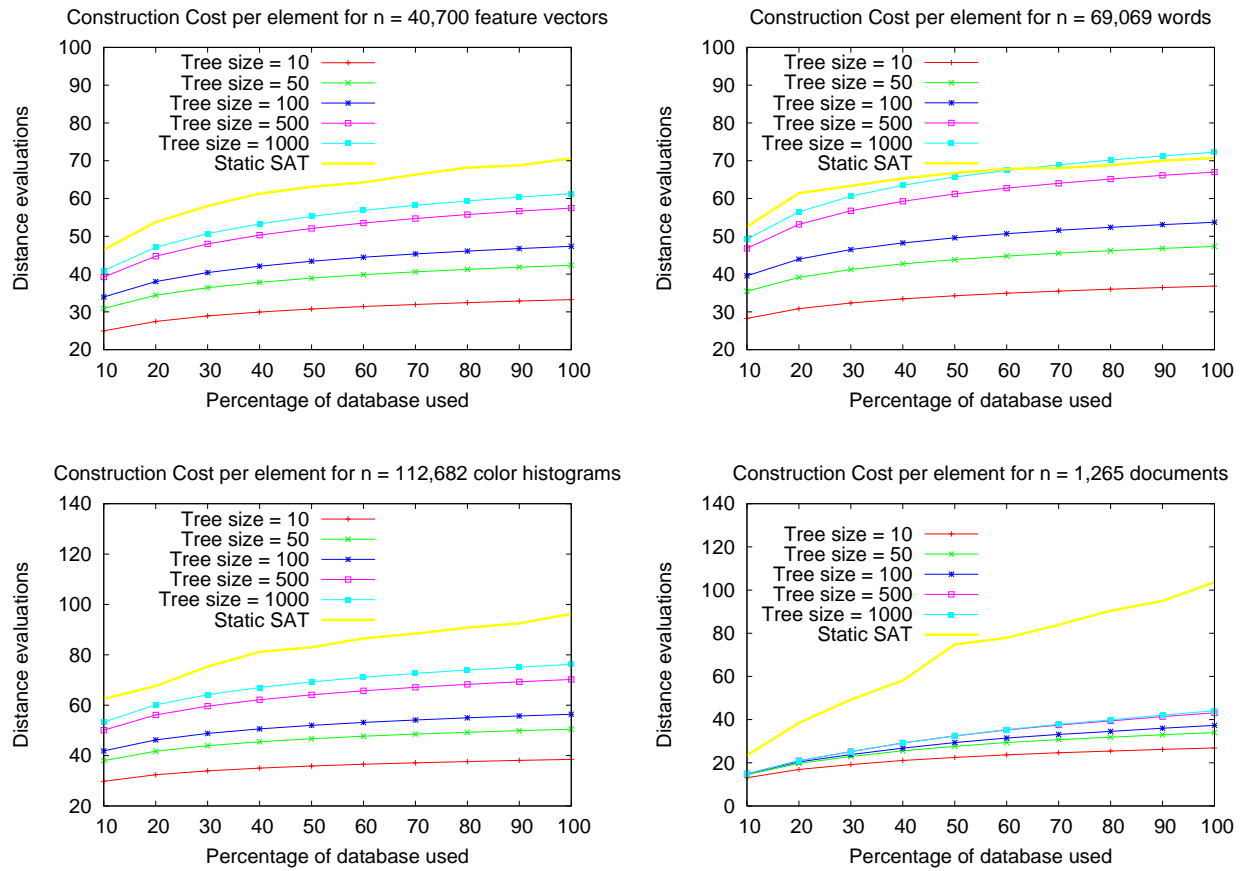 Construction Cost per element for n = 40,700 feature vectors
100
90
80
70
60
50
40
30
20
10 20 30 40 50 60 70 80 90 100
Distance evaluations
Percentage of database used
Tree size = 10
Tree size = 50
Tree size = 100
Tree size = 500
Tree size = 1000
Static SAT
Construction Cost per element for n = 69,069 words
100
90
80
70
60
50
40
30
20
10 20 30 40 50 60 70 80 90 100
Distance evaluations
Percentage of database used
Tree size = 10
Tree size = 50
Tree size = 100
Tree size = 500
Tree size = 1000
Static SAT
Construction Cost per element for n = 112,682 color histograms
140
120
100
80
60
40
20
10 20 30 40 50 60 70 80 90 100
Distance evaluations
Percentage of database used
Tree size = 10
Tree size = 50
Tree size = 100
Tree size = 500
Tree size = 1000
Static SAT
Construction Cost per element for n = 1,265 documents
140
120
100
80
60
40
20
0
10 20 30 40 50 60 70 80 90 100
Distance evaluations
Percentage of database used
Tree size = 10
Tree size = 50
Tree size = 100
Tree size = 500
Tree size = 1000
Static SAT